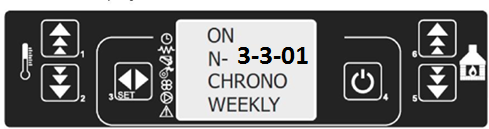 ON
N- 3-3-01
CHRONO
WEEKLY
1
2
3 SET
4
5
6